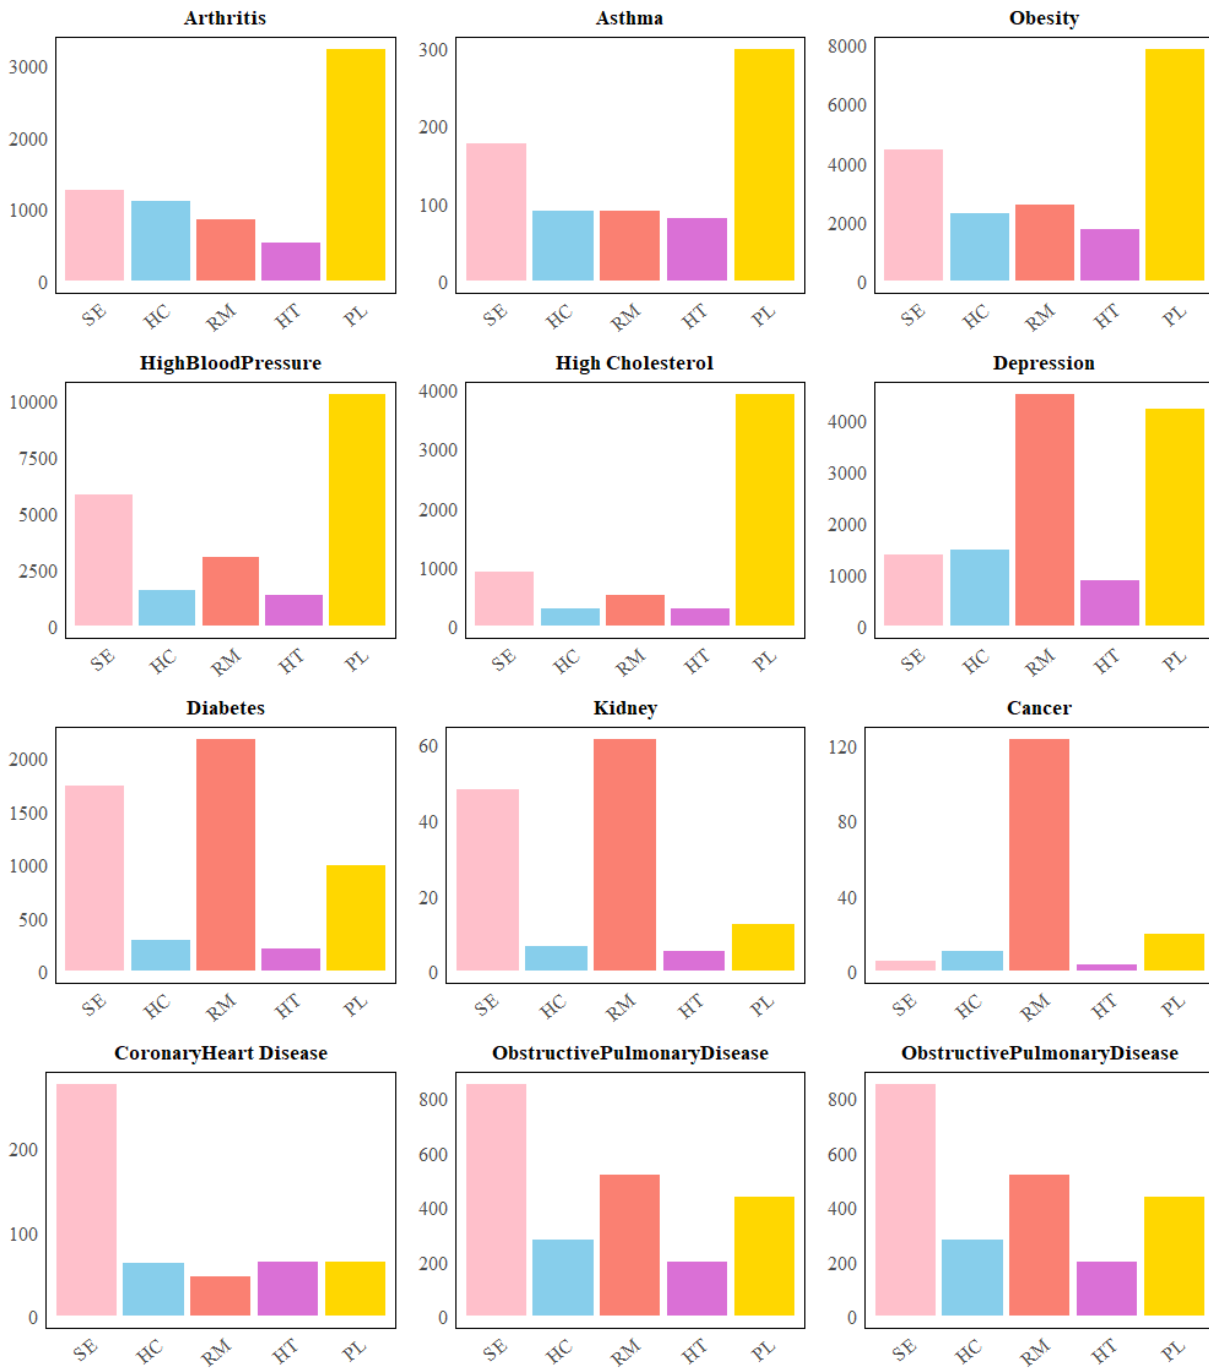 Arthritis
3000
2000
1000
0
SE HC RM HT PL
Asthma
300
200
100
0
SE HC RM HT PL
Obesity
8000
6000
4000
2000
0
SE HC RM HT PL
HighBloodPressure
10000
7500
5000
2500
0
SE HC RM HT PL
High Cholesterol
4000
3000
2000
1000
0
SE HC RM HT PL
Depression
4000
3000
2000
1000
0
SE HC RM HT PL
Diabetes
2000
1500
1000
500
0
SE HC RM HT PL
Kidney
60
40
20
0
SE HC RM HT PL
Cancer
120
80
40
0
SE HC RM HT PL
CoronaryHeart Disease
200
100
0
SE HC RM HT PL
ObstructivePulmonaryDisease
800
600
400
200
0
SE HC RM HT PL
ObstructivePulmonaryDisease
800
600
400
200
0
SE HC RM HT PL